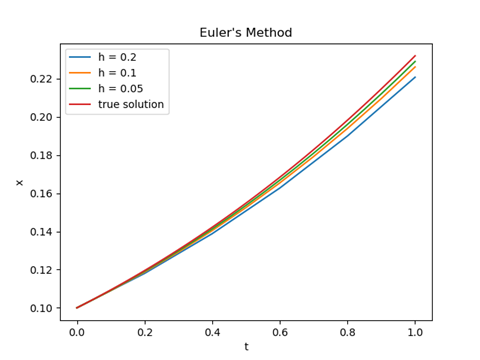 Euler's Method
h = 0.2
h = 0.1
h = 0.05
true solution
0.22
0.20
0.18
0.16
0.14
0.12
0.10
x
0.0 0.2 0.4 0.6 0.8 1.0
t